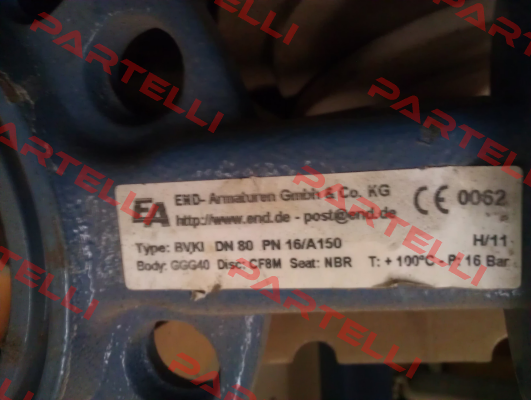 PARTELLI
PARTELLI
PARTELLI
EA END- Armaturen GmbH & Co. KG
http://www.end.de - post@end.de
CE 0062
Type: BVKI DN 80 PN 16/A150 H/11
Body: GGG40 Disc: CF8M Seat: NBR T: + 100°C - P: 16 Bar
PARTELLI
PARTELLI
PARTELLI